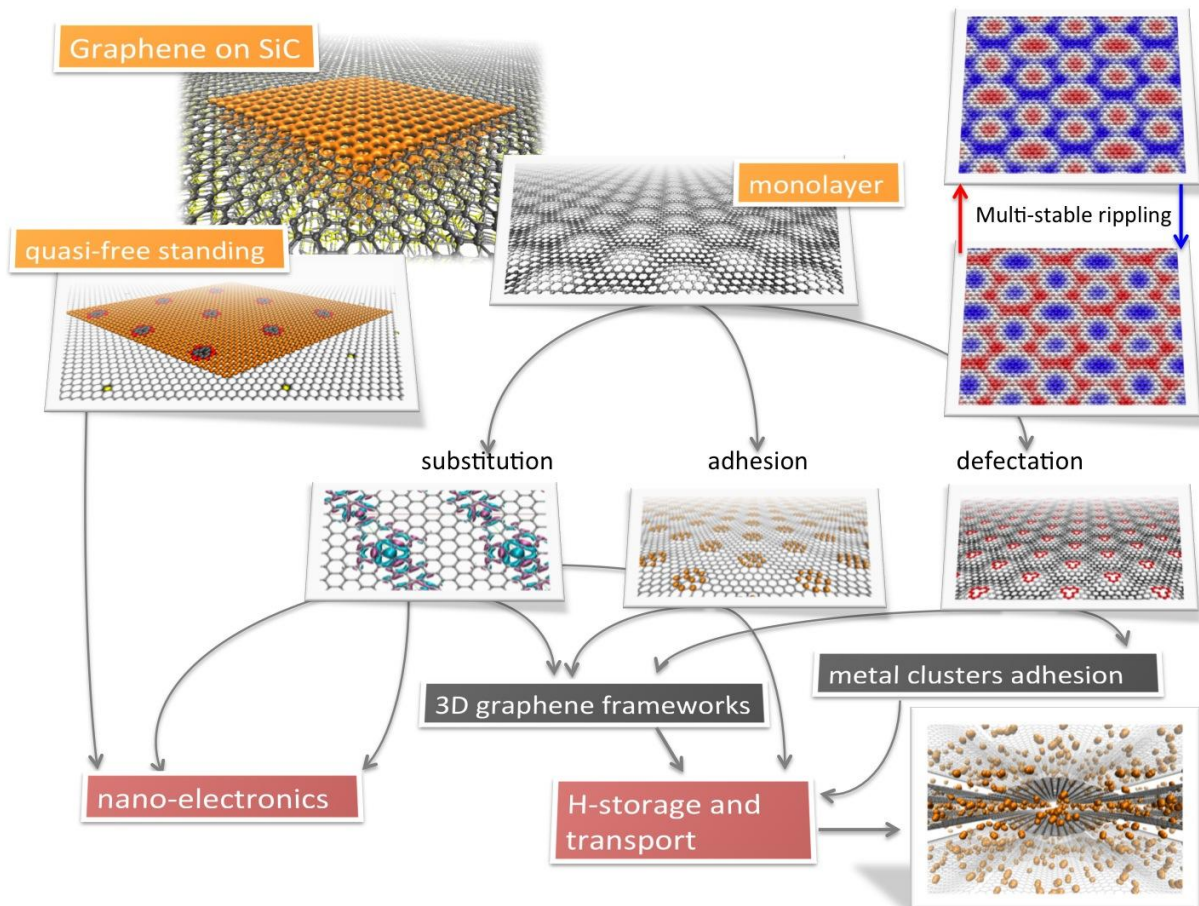 Graphene on SiC
monolayer
Multi-stable rippling
quasi-free standing
substitution
adhesion
defectation
metal clusters adhesion
3D graphene frameworks
nano-electronics
H-storage and
transport